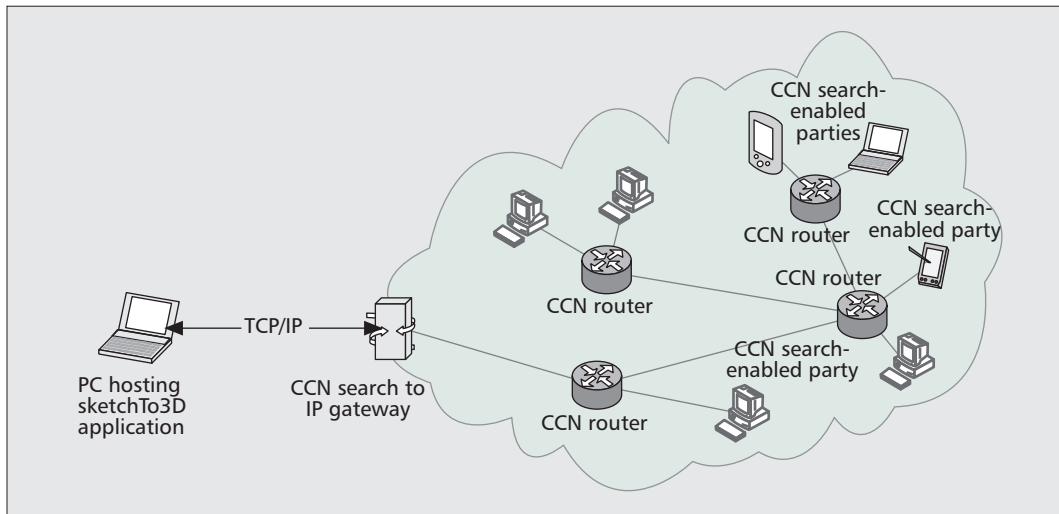 CCN search-
enabled
parties
CCN search-
enabled party
CCN router
CCN router
CCN router
TCP/IP
CCN search-
enabled party
PC hosting
sketchTo3D
application
CCN search to
IP gateway
CCN router